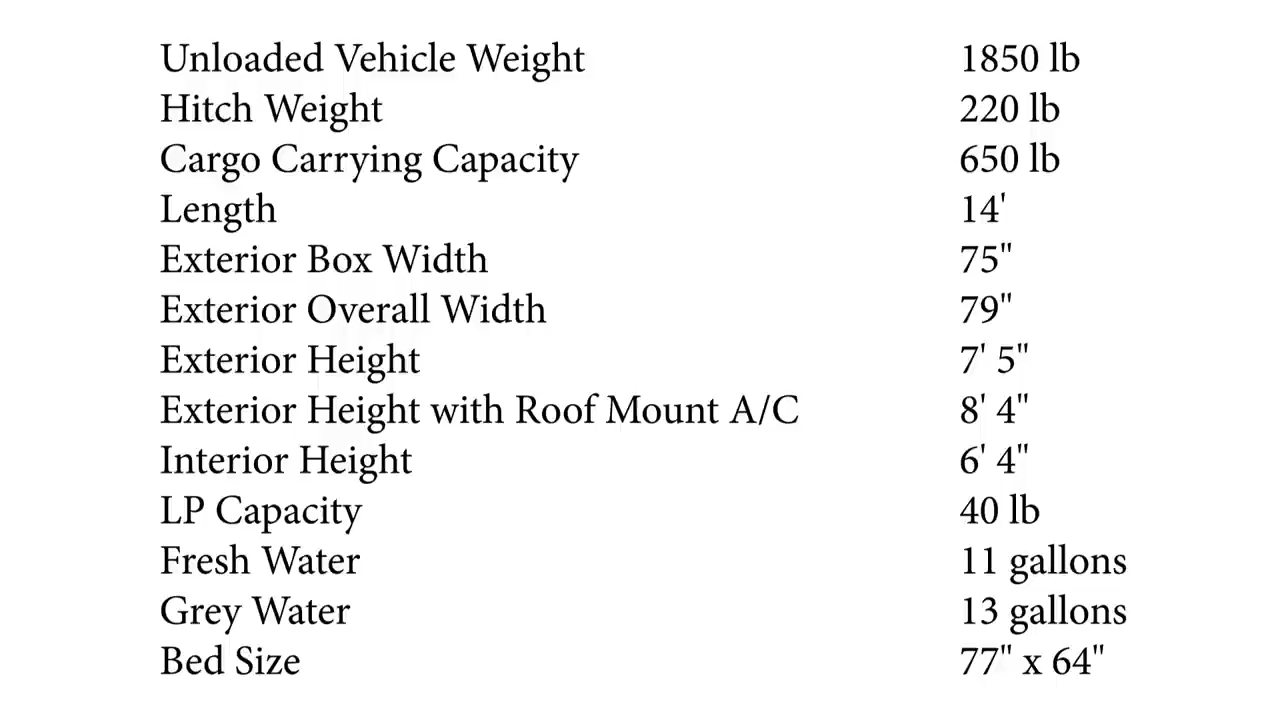 Unloaded Vehicle Weight 1850 lb
Hitch Weight 220 lb
Cargo Carrying Capacity 650 lb
Length 14'
Exterior Box Width 75"
Exterior Overall Width 79"
Exterior Height 7' 5"
Exterior Height with Roof Mount A/C 8' 4"
Interior Height 6' 4"
LP Capacity 40 lb
Fresh Water 11 gallons
Grey Water 13 gallons
Bed Size 77" x 64"